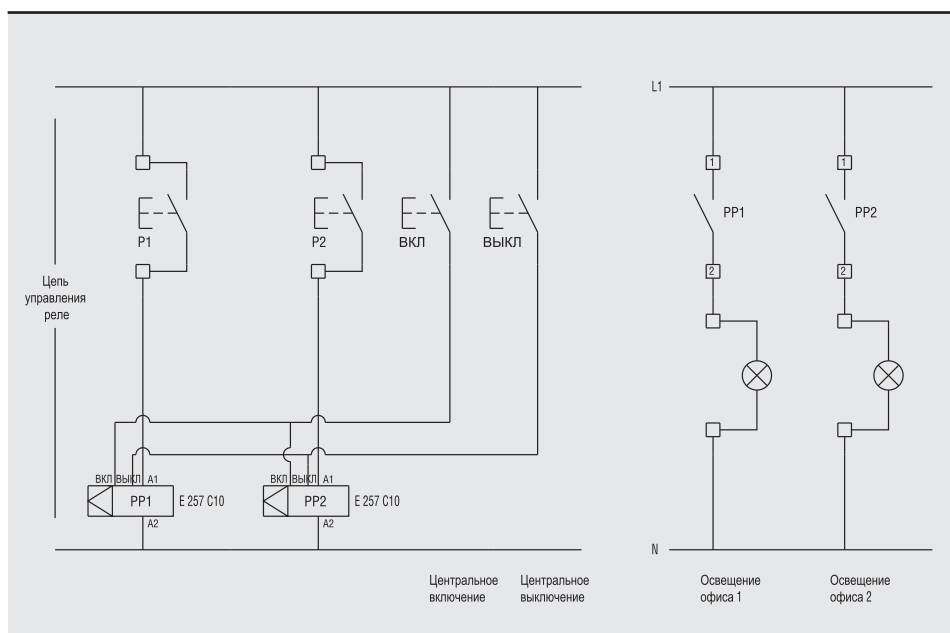 L1
1
1
P1
P2
ВКЛ
ВЫКЛ
PP1
PP2
Цепь
управления
реле
2
2
ВКЛ ВЫКЛ A1
ВКЛ ВЫКЛ A1
PP1
E 257 C10
PP2
E 257 C10
A2
A2
N
Центральное
включение
Центральное
выключение
Освещение
офиса 1
Освещение
офиса 2